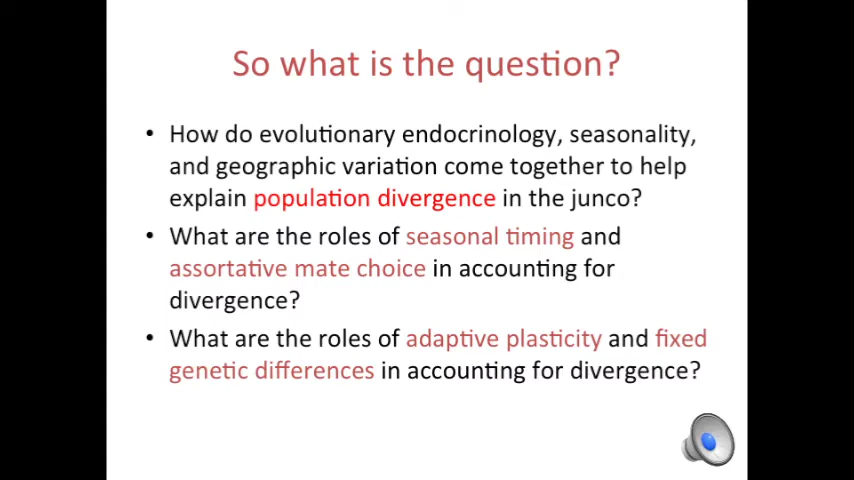 So what is the question?
• How do evolutionary endocrinology, seasonality,
and geographic variation come together to help
explain population divergence in the junco?
• What are the roles of seasonal timing and
assortative mate choice in accounting for
divergence?
• What are the roles of adaptive plasticity and fixed
genetic differences in accounting for divergence?